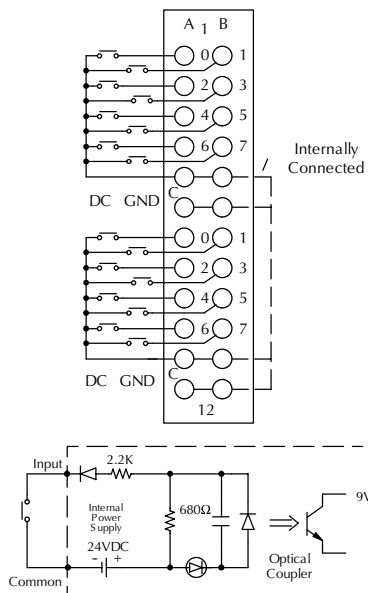 A 1 B
0 1
2 3
4 5
6 7
Internally
Connected
C
DC GND
0 1
2 3
4 5
6 7
C
DC GND
12
Input
2.2K
Internal
Power
Supply
680Ω
24VDC
- +
Common
9V
Optical
Coupler